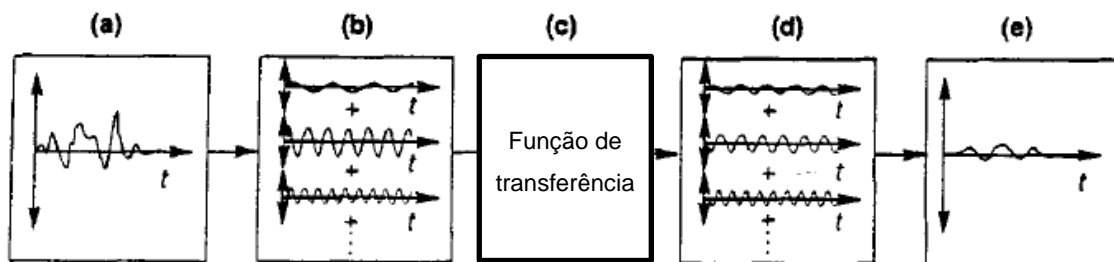 (a) (b) (c) (d) (e)
t
t
+
t
+
t
+
Função de
transferência
t
+
t
+
t
+
t